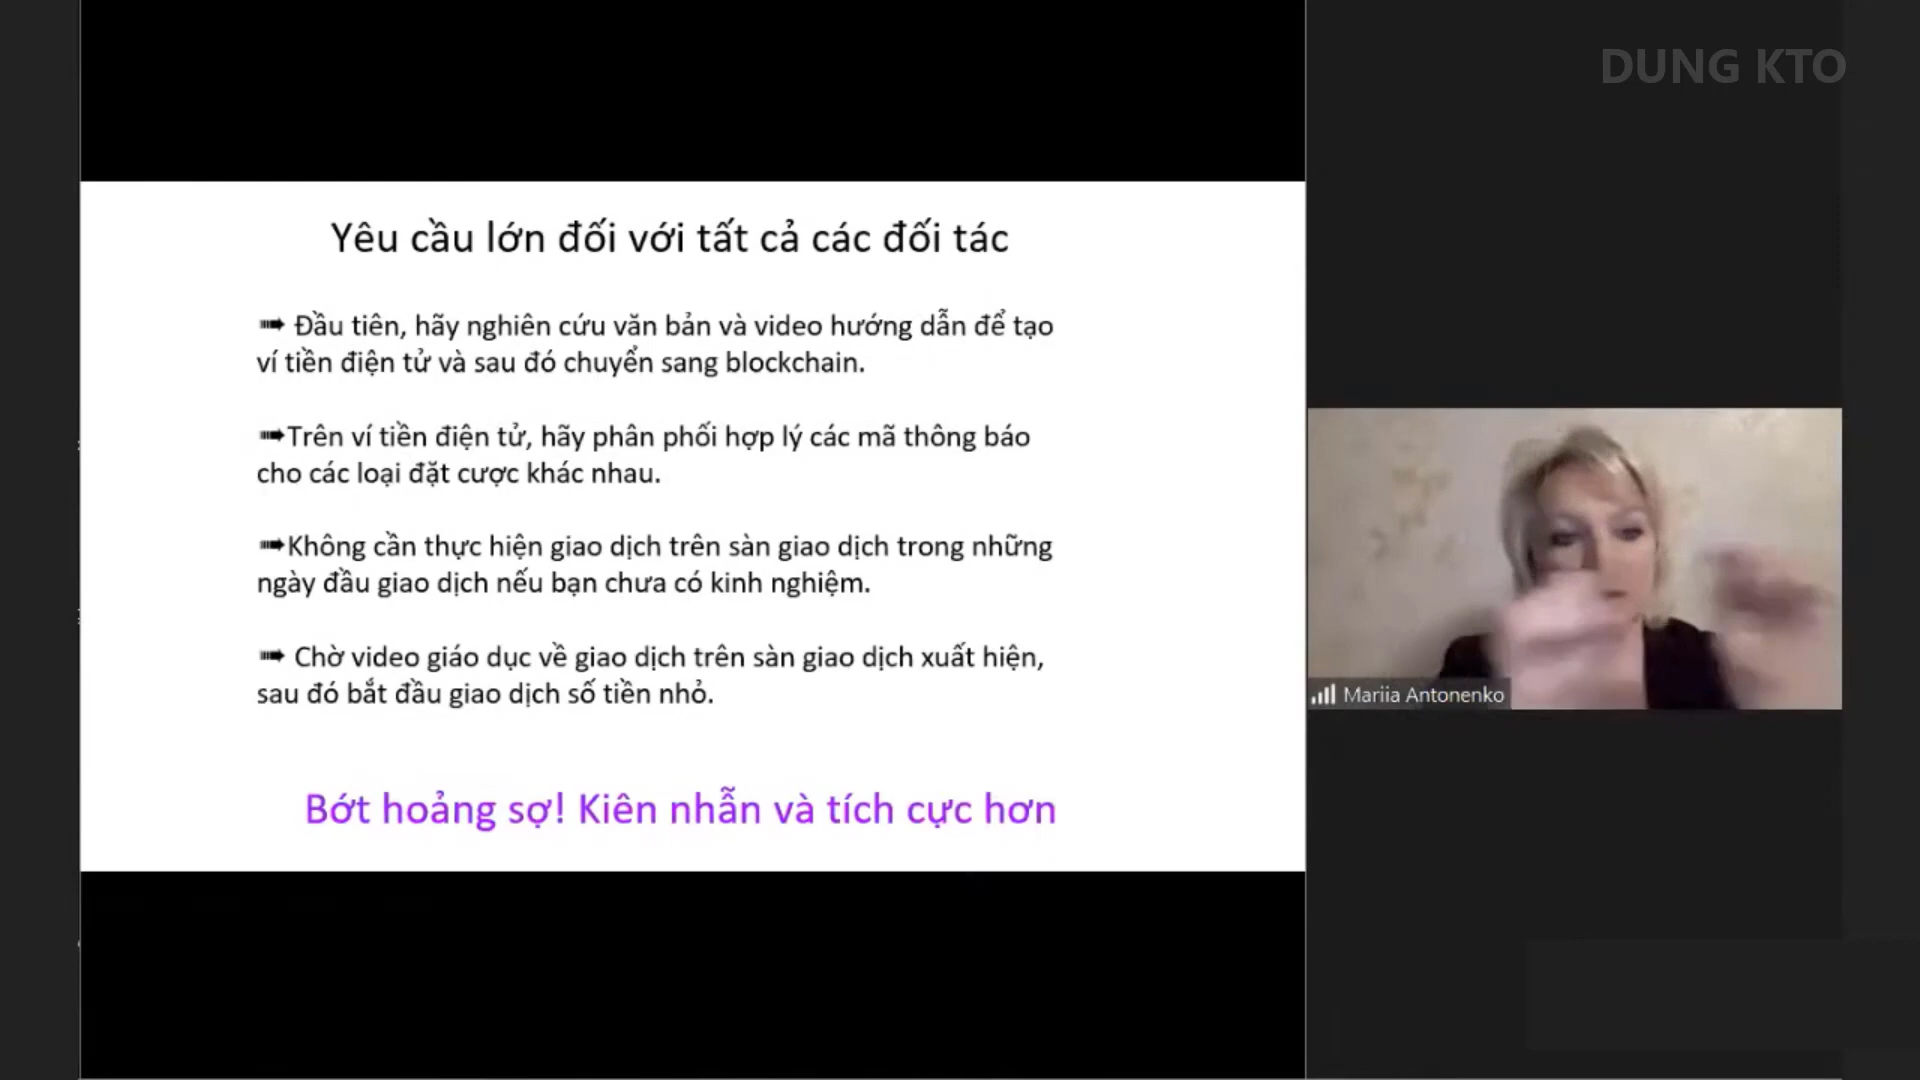 DUNG KTO
Yêu cầu lớn đối với tất cả các đối tác
➠ Đầu tiên, hãy nghiên cứu văn bản và video hướng dẫn để tạo
ví tiền điện tử và sau đó chuyển sang blockchain.
➠Trên ví tiền điện tử, hãy phân phối hợp lý các mã thông báo
cho các loại đặt cược khác nhau.
➠Không cần thực hiện giao dịch trên sàn giao dịch trong những
ngày đầu giao dịch nếu bạn chưa có kinh nghiệm.
➠ Chờ video giáo dục về giao dịch trên sàn giao dịch xuất hiện,
sau đó bắt đầu giao dịch số tiền nhỏ.
Bớt hoảng sợ! Kiên nhẫn và tích cực hơn
Mariia Antonenko